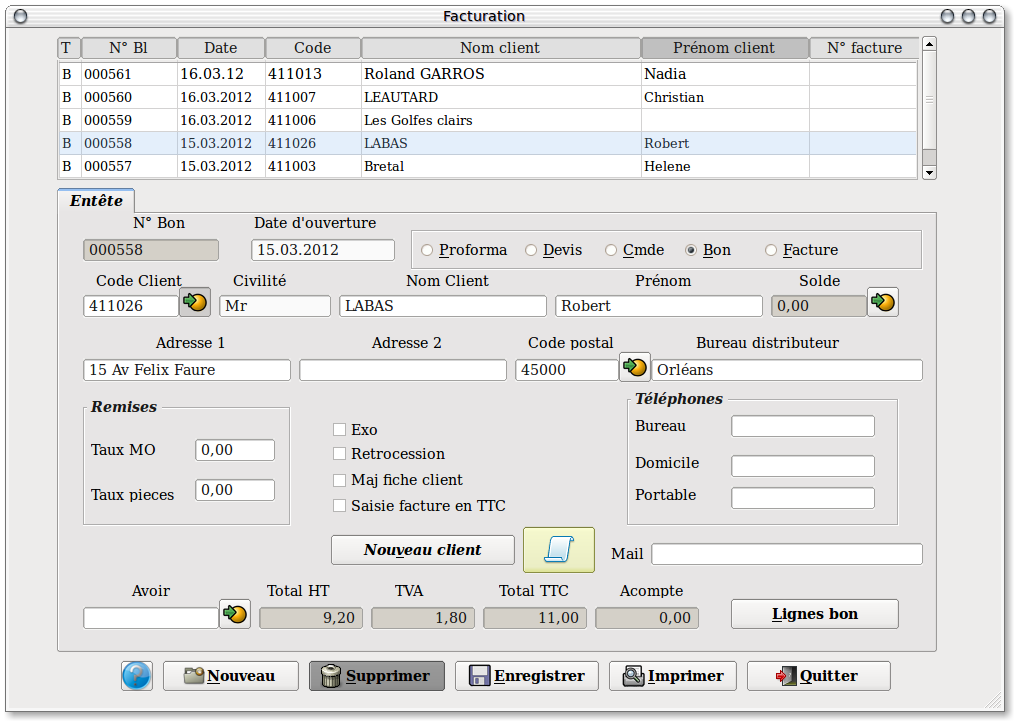 Facturation
T N° Bl Date Code Nom client Prénom client N° facture
B 000561 16.03.12 411013 Roland GARROS Nadia
B 000560 16.03.2012 411007 LEAUTARD Christian
B 000559 16.03.2012 411006 Les Golfes clairs
B 000558 15.03.2012 411026 LABAS Robert
B 000557 15.03.2012 411003 Bretal Helene
Entête
N° Bon Date d'ouverture
000558 15.03.2012 Proforma Devis Cmde Bon Facture
Code Client Civilité Nom Client Prénom Solde
411026 Mr LABAS Robert 0,00
Adresse 1 Adresse 2 Code postal Bureau distributeur
15 Av Felix Faure 45000 Orléans
Remises Téléphones
Exo Bureau
Taux MO 0,00 Retrocession Domicile
Maj fiche client
Taux pieces 0,00 Saisie facture en TTC Portable
Nouveau client Mail
Avoir Total HT TVA Total TTC Acompte
9,20 1,80 11,00 0,00 Lignes bon
Nouveau Supprimer Enregistrer Imprimer Quitter